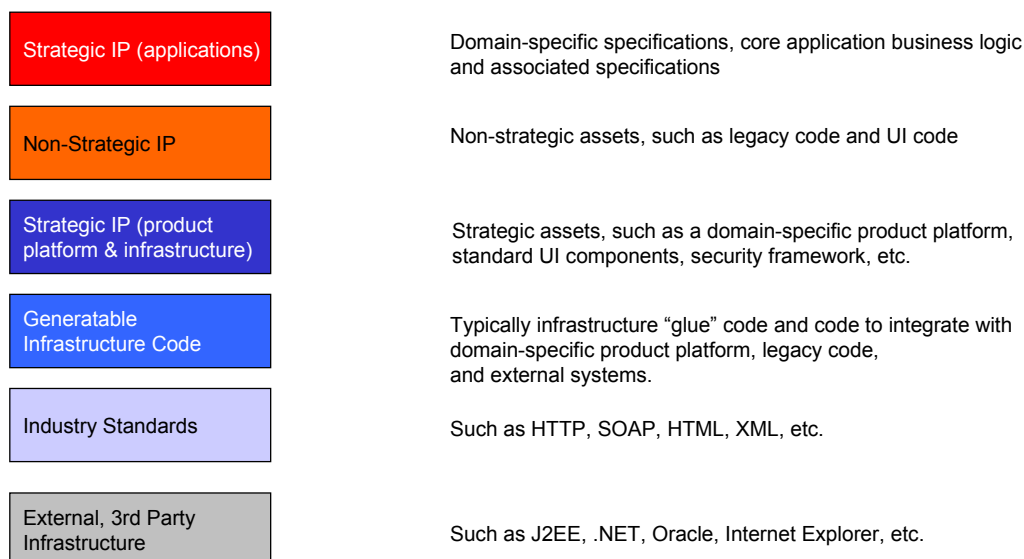 Strategic IP (applications)
Domain-specific specifications, core application business logic
and associated specifications
Non-Strategic IP
Non-strategic assets, such as legacy code and UI code
Strategic IP (product
platform & infrastructure)
Strategic assets, such as a domain-specific product platform,
standard UI components, security framework, etc.
Generatable
Infrastructure Code
Typically infrastructure “glue” code and code to integrate with
domain-specific product platform, legacy code,
and external systems.
Industry Standards
Such as HTTP, SOAP, HTML, XML, etc.
External, 3rd Party
Infrastructure
Such as J2EE, .NET, Oracle, Internet Explorer, etc.